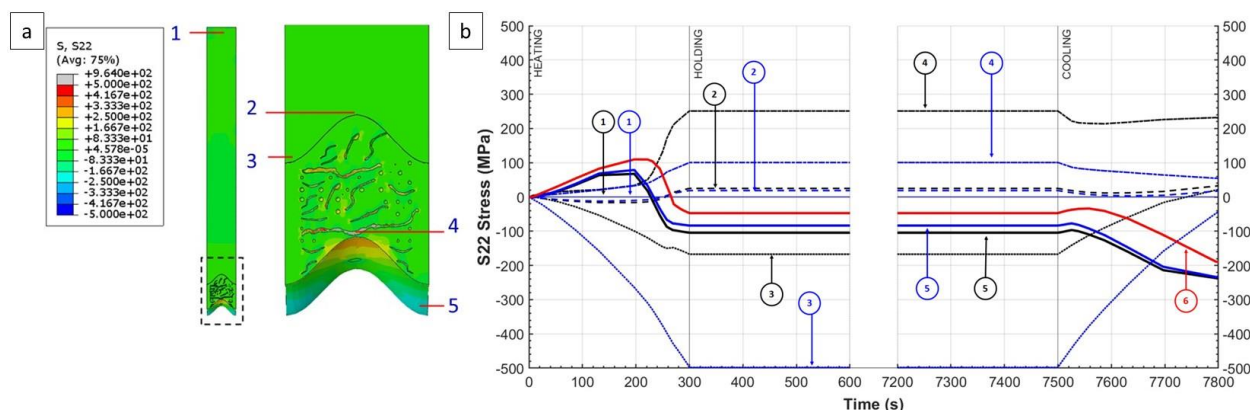 a
S, S22
(Avg: 75%)
+9.640e+02
+5.000e+02
+4.167e+02
+3.333e+02
+2.500e+02
+1.667e+02
+8.333e+01
+4.578e-05
-8.333e+01
-1.667e+02
-2.500e+02
-3.333e+02
-4.167e+02
-5.000e+02
1
2
3
4
5
b
S22 Stress (MPa)
500
400
300
200
100
0
-100
-200
-300
-400
-500
HEATING
HOLDING
COOLING
1
1
2
2
3
3
4
4
5
5
6
500
400
300
200
100
0
-100
-200
-300
-400
-500
0 100 200 300 400 500 600 7200 7300 7400 7500 7600 7700 7800
Time (s)